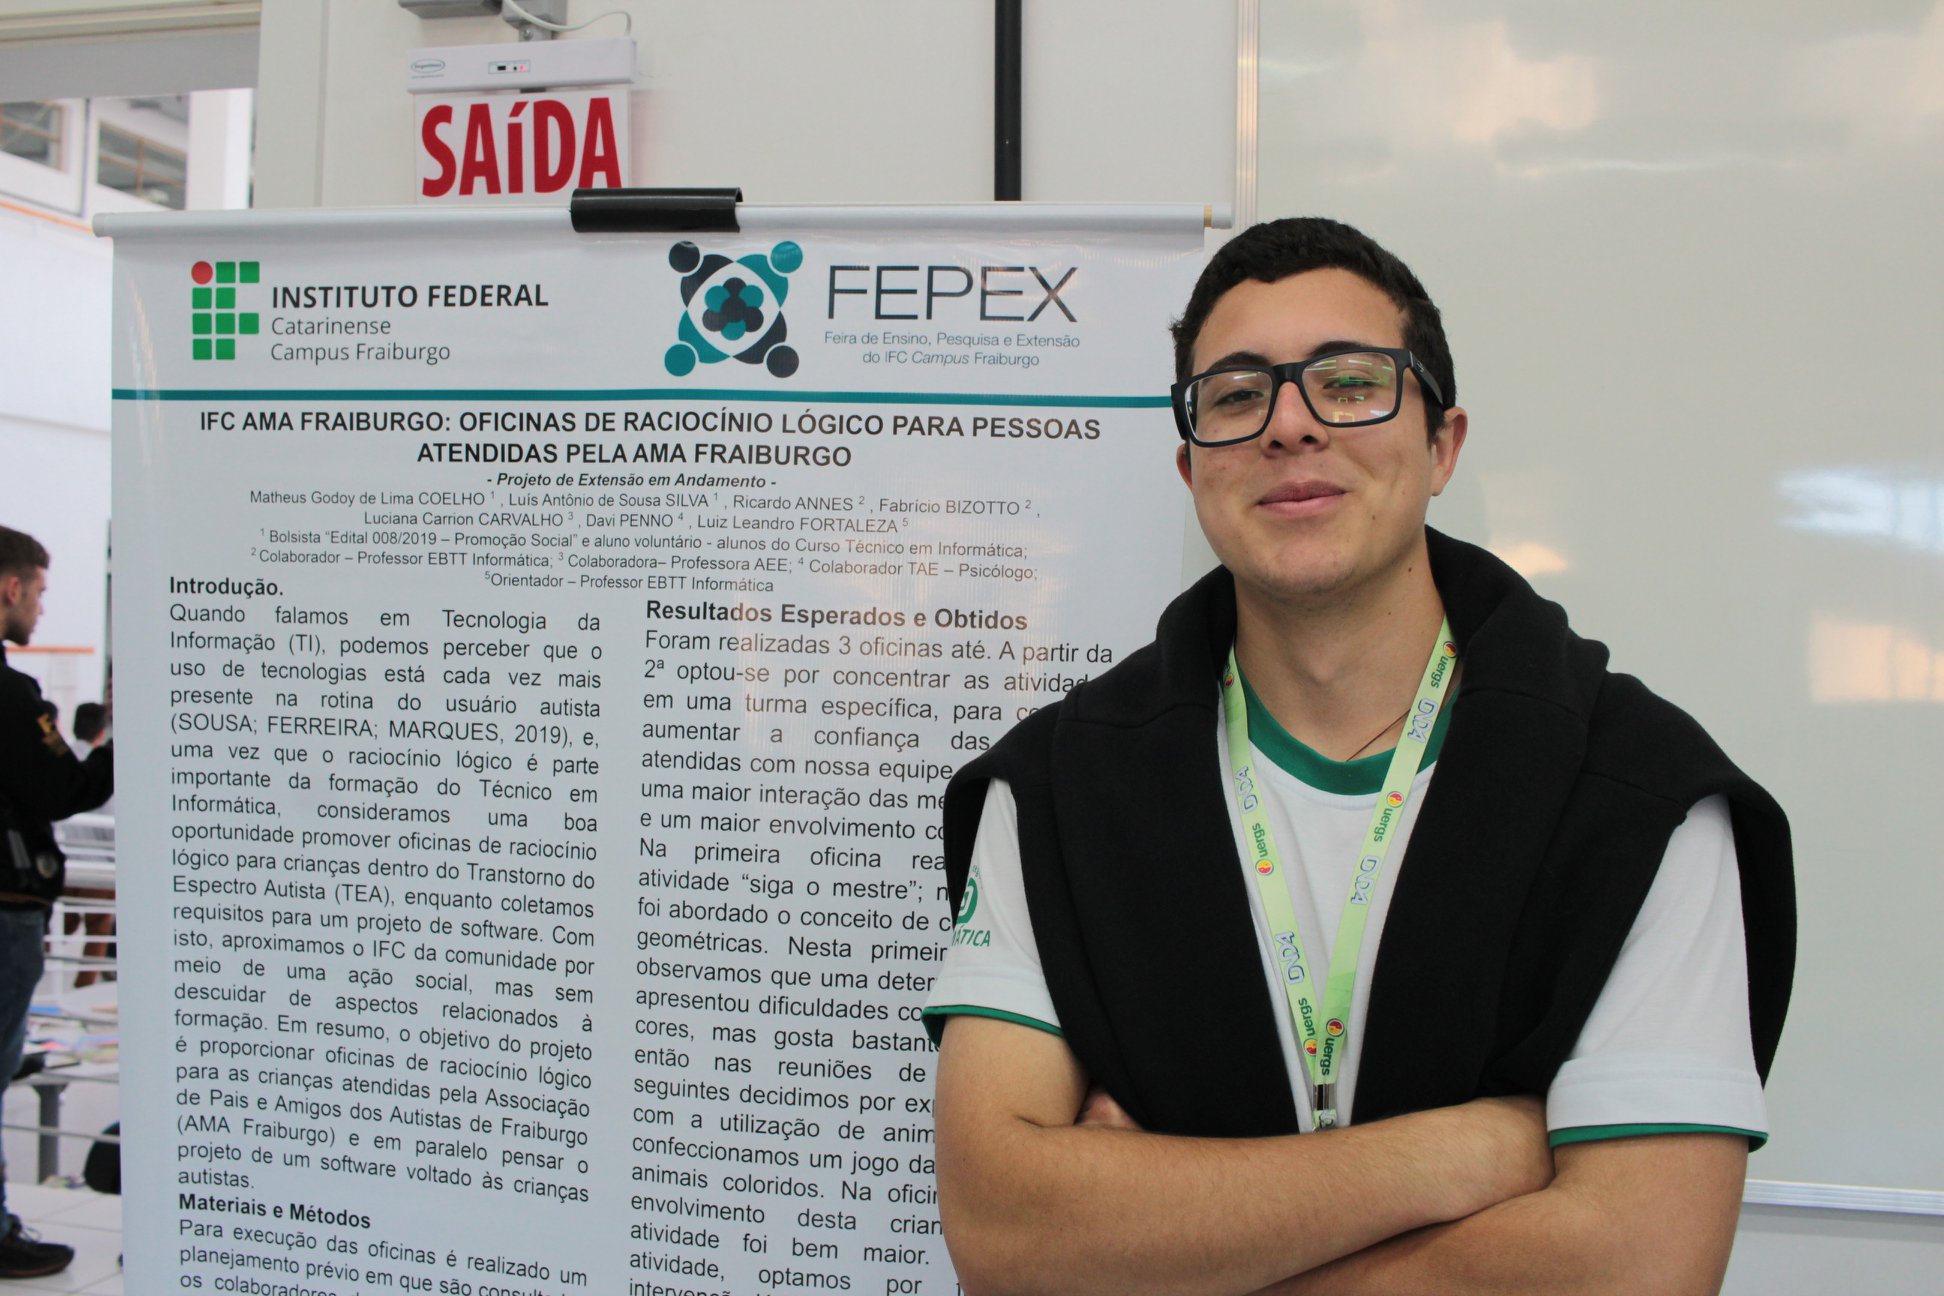 SAÍDA
INSTITUTO FEDERAL
Catarinense
Campus Fraiburgo
FEPEX
Feira de Ensino, Pesquisa e Extensão
do IFC Campus Fraiburgo
IFC AMA FRAIBURGO: OFICINAS DE RACIOCÍNIO LÓGICO PARA PESSOAS
ATENDIDAS PELA AMA FRAIBURGO
- Projeto de Extensão em Andamento -
Matheus Godoy de Lima COELHO ¹ , Luís Antônio de Sousa SILVA ¹ , Ricardo ANNES ² , Fabrício BIZOTTO ² ,
Luciana Carrion CARVALHO ³ , Davi PENNO ⁴ , Luiz Leandro FORTALEZA ⁵
¹ Bolsista “Edital 008/2019 – Promoção Social” e aluno voluntário - alunos do Curso Técnico em Informática;
² Colaborador – Professor EBTT Informática; ³ Colaboradora– Professora AEE; ⁴ Colaborador TAE – Psicólogo;
⁵Orientador – Professor EBTT Informática
Introdução.
Quando falamos em Tecnologia da
Informação (TI), podemos perceber que o
uso de tecnologias está cada vez mais
presente na rotina do usuário autista
(SOUSA; FERREIRA; MARQUES, 2019), e,
uma vez que o raciocínio lógico é parte
importante da formação do Técnico em
Informática, consideramos uma boa
oportunidade promover oficinas de raciocínio
lógico para crianças dentro do Transtorno do
Espectro Autista (TEA), enquanto coletamos
requisitos para um projeto de software. Com
isto, aproximamos o IFC da comunidade por
meio de uma ação social, mas sem
descuidar de aspectos relacionados à
formação. Em resumo, o objetivo do projeto
é proporcionar oficinas de raciocínio lógico
para as crianças atendidas pela Associação
de Pais e Amigos dos Autistas de Fraiburgo
(AMA Fraiburgo) e em paralelo pensar o
projeto de um software voltado às crianças
autistas.
Materiais e Métodos
Para execução das oficinas é realizado um
planejamento prévio em que são
os colaboradores
Resultados Esperados e Obtidos
Foram realizadas 3 oficinas até. A partir da
2ª optou-se por concentrar as
em uma turma específica, para
aumentar a confiança das
atendidas com nossa equipe
uma maior interação das
e um maior envolvimento
Na primeira oficina
atividade “siga o mestre”;
foi abordado o conceito de
geométricas. Nesta
observamos que uma
apresentou dificuldades
cores, mas gosta
então nas reuniões de
seguintes decidimos por
com a utilização de
confeccionamos um jogo
animais coloridos. Na
envolvimento desta
atividade foi bem maior.
atividade, optamos por
uergs
DNA
uergs
DNA
uergs
DNA
uergs
DNA
uergs